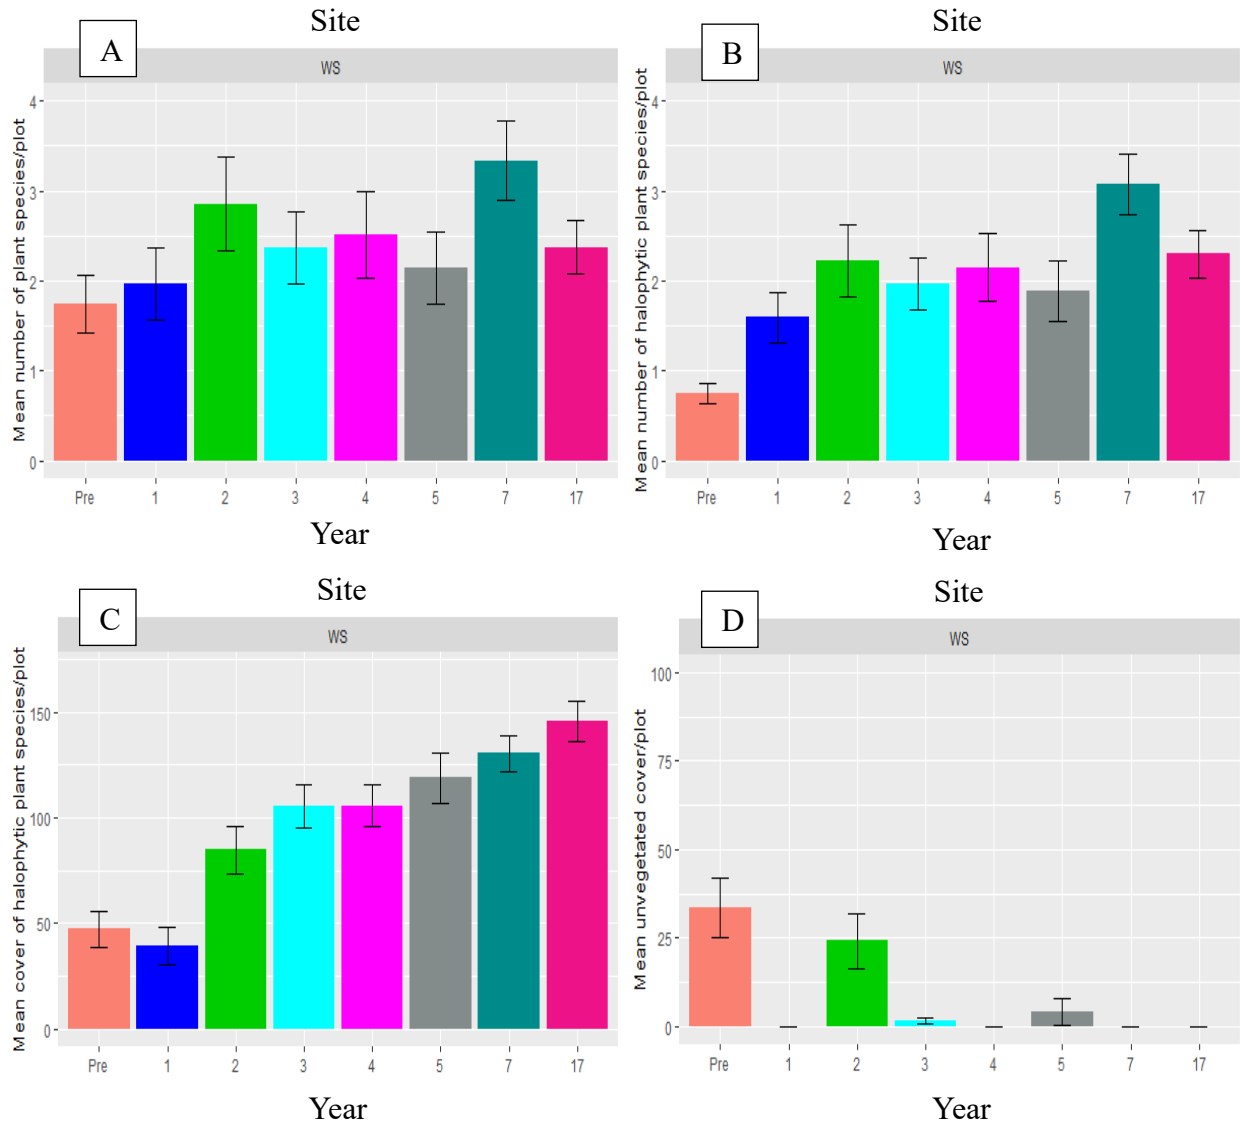 Site
A
WS
Mean number of plant species/plot
4
3
2
1
0
Pre 1 2 3 4 5 7 17
Year
Site
B
WS
Mean number of halophytic plant species/plot
4
3
2
1
0
Pre 1 2 3 4 5 7 17
Year
Site
C
WS
Mean cover of halophytic plant species/plot
150
100
50
0
Pre 1 2 3 4 5 7 17
Year
Site
D
WS
Mean unvegetated cover/plot
100
75
50
25
0
Pre 1 2 3 4 5 7 17
Year